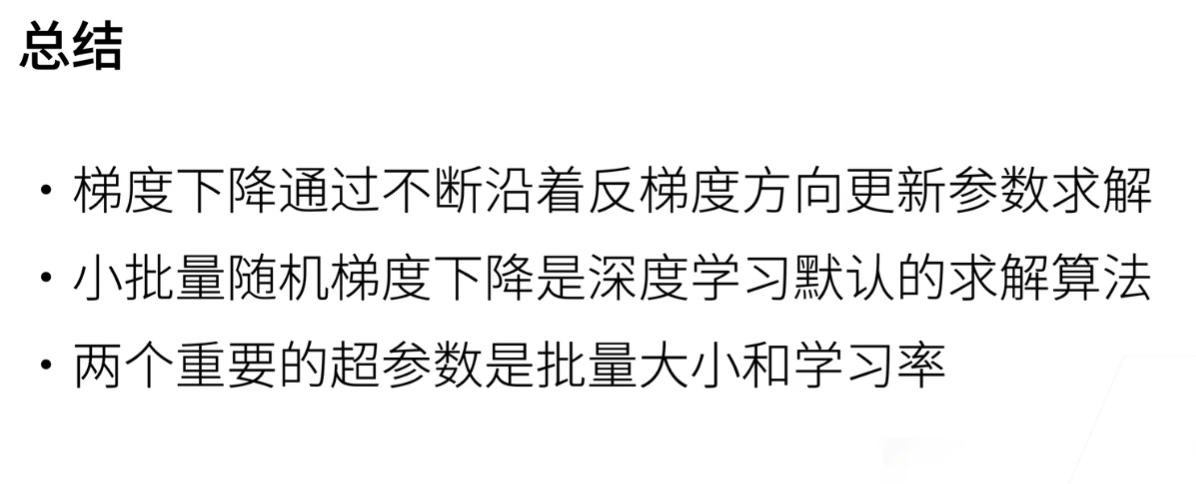 总结
• 梯度下降通过不断沿着反梯度方向更新参数求解
• 小批量随机梯度下降是深度学习默认的求解算法
• 两个重要的超参数是批量大小和学习率